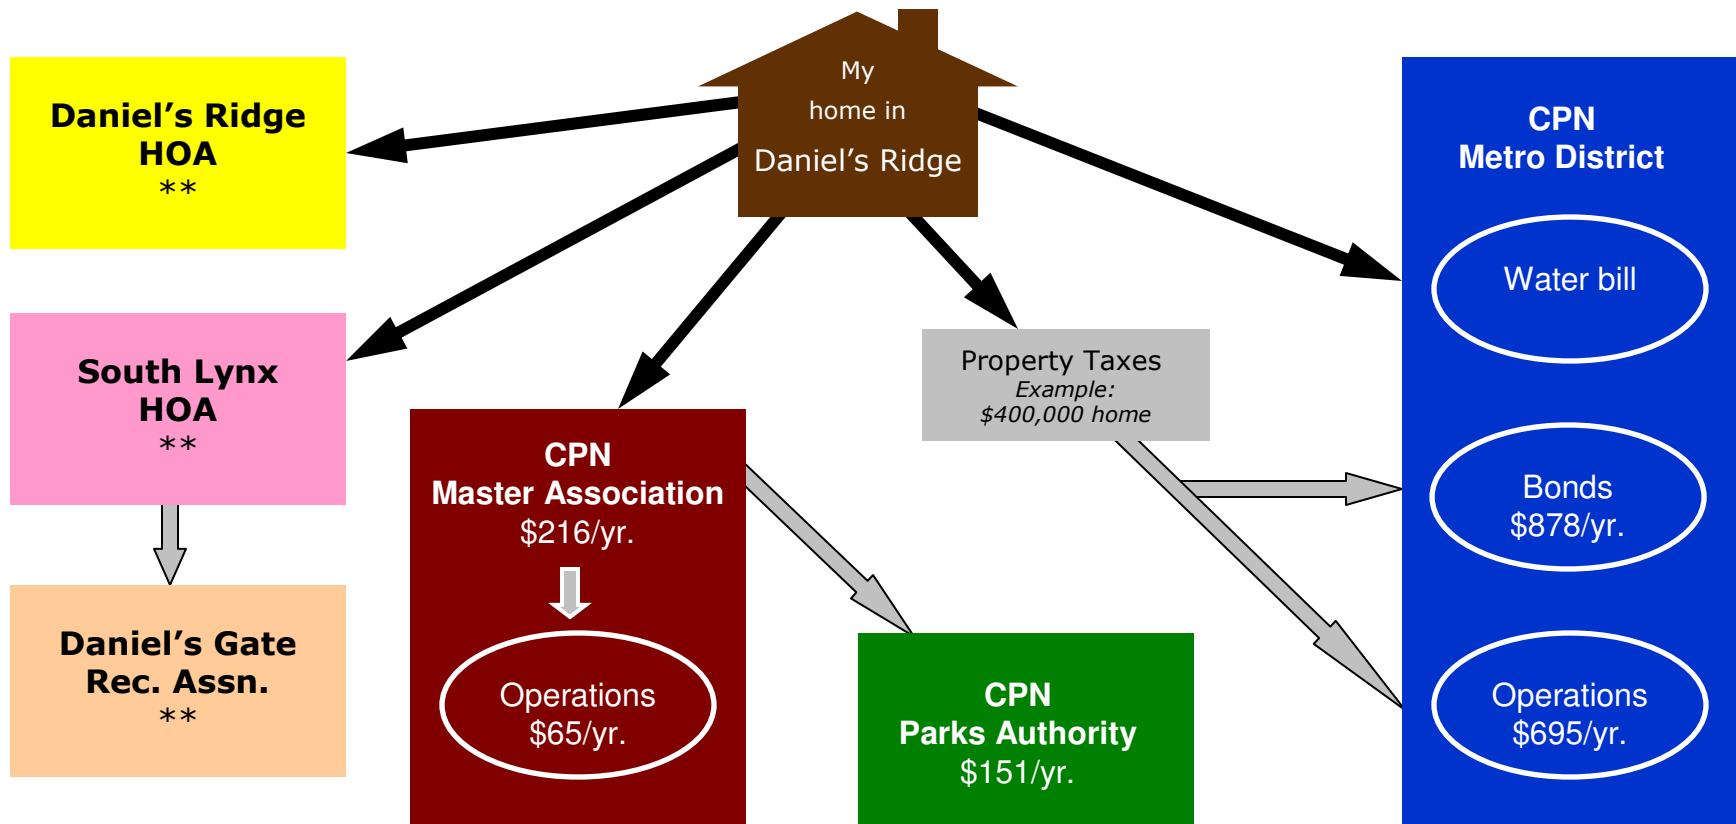 My
home in
Daniel’s Ridge
Daniel’s Ridge
HOA
**
South Lynx
HOA
**
Daniel’s Gate
Rec. Assn.
**
CPN
Master Association
$216/yr.
Operations
$65/yr.
Property Taxes
Example:
$400,000 home
CPN
Parks Authority
$151/yr.
CPN
Metro District
Water bill
Bonds
$878/yr.
Operations
$695/yr.